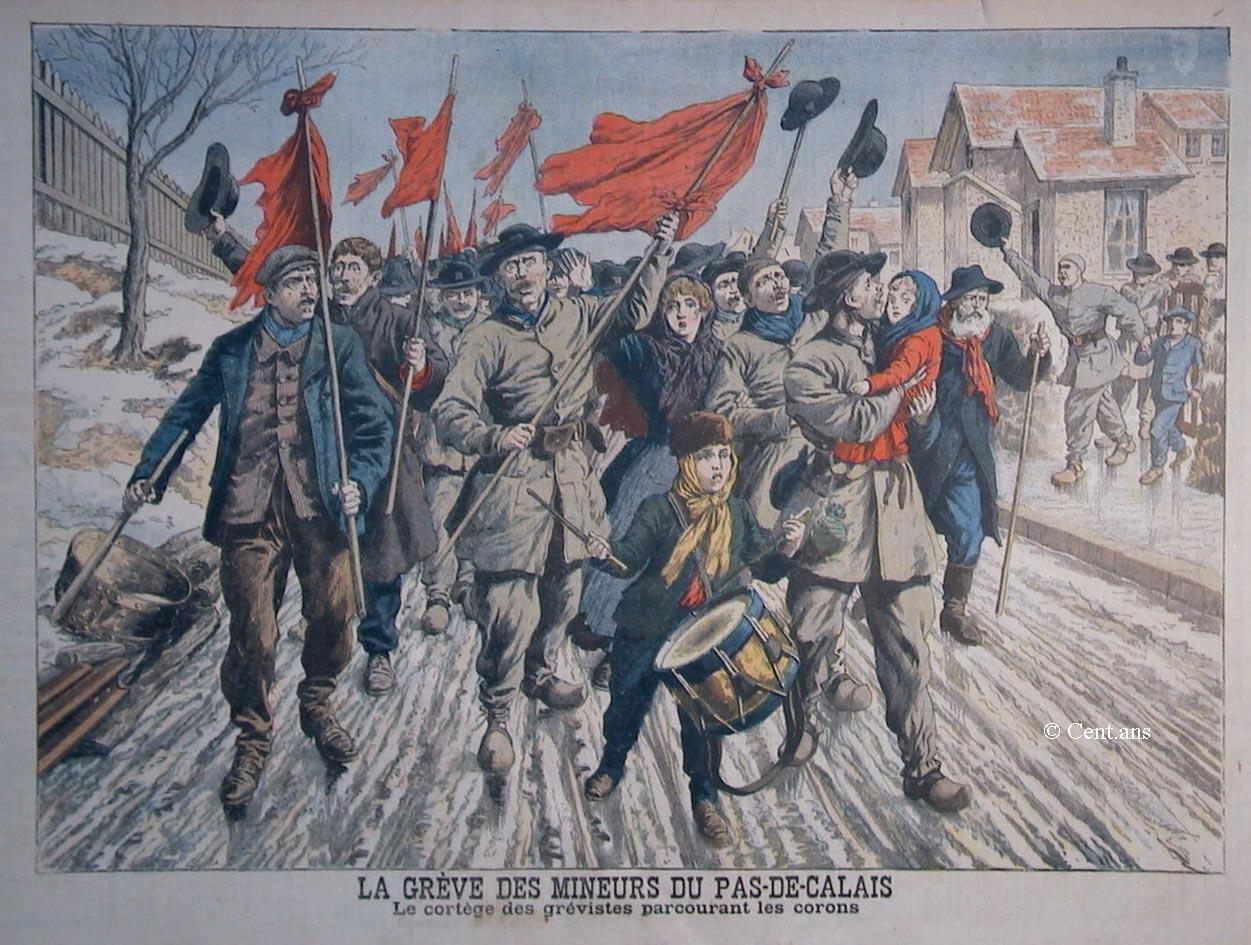 © Cent.ans
LA GRÈVE DES MINEURS DU PAS-DE-CALAIS
Le cortège des grévistes parcourant les corons